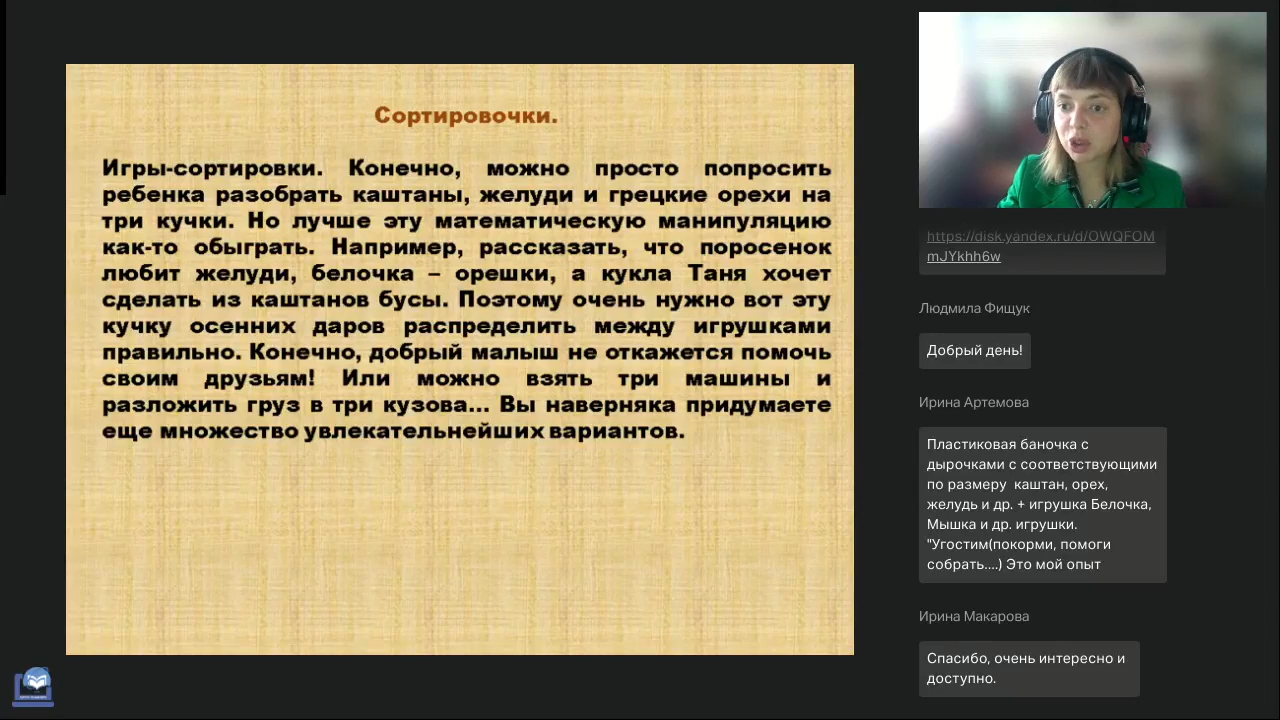 Сортировочки.
Игры-сортировки. Конечно, можно просто попросить
ребенка разобрать каштаны, желуди и грецкие орехи на
три кучки. Но лучше эту математическую манипуляцию
как-то обыграть. Например, рассказать, что поросенок
любит желуди, белочка – орешки, а кукла Таня хочет
сделать из каштанов бусы. Поэтому очень нужно вот эту
кучку осенних даров распределить между игрушками
правильно. Конечно, добрый малыш не откажется помочь
своим друзьям! Или можно взять три машины и
разложить груз в три кузова... Вы наверняка придумаете
еще множество увлекательнейших вариантов.
https://disk.yandex.ru/d/OWQFOM
mJYkhh6w
Людмила Фищук
Добрый день!
Ирина Артемова
Пластиковая баночка с
дырочками с соответствующими
по размеру каштан, орех,
желудь и др. + игрушка Белочка,
Мышка и др. игрушки.
"Угостим(покорми, помоги
собрать....) Это мой опыт
Ирина Макарова
Спасибо, очень интересно и
доступно.